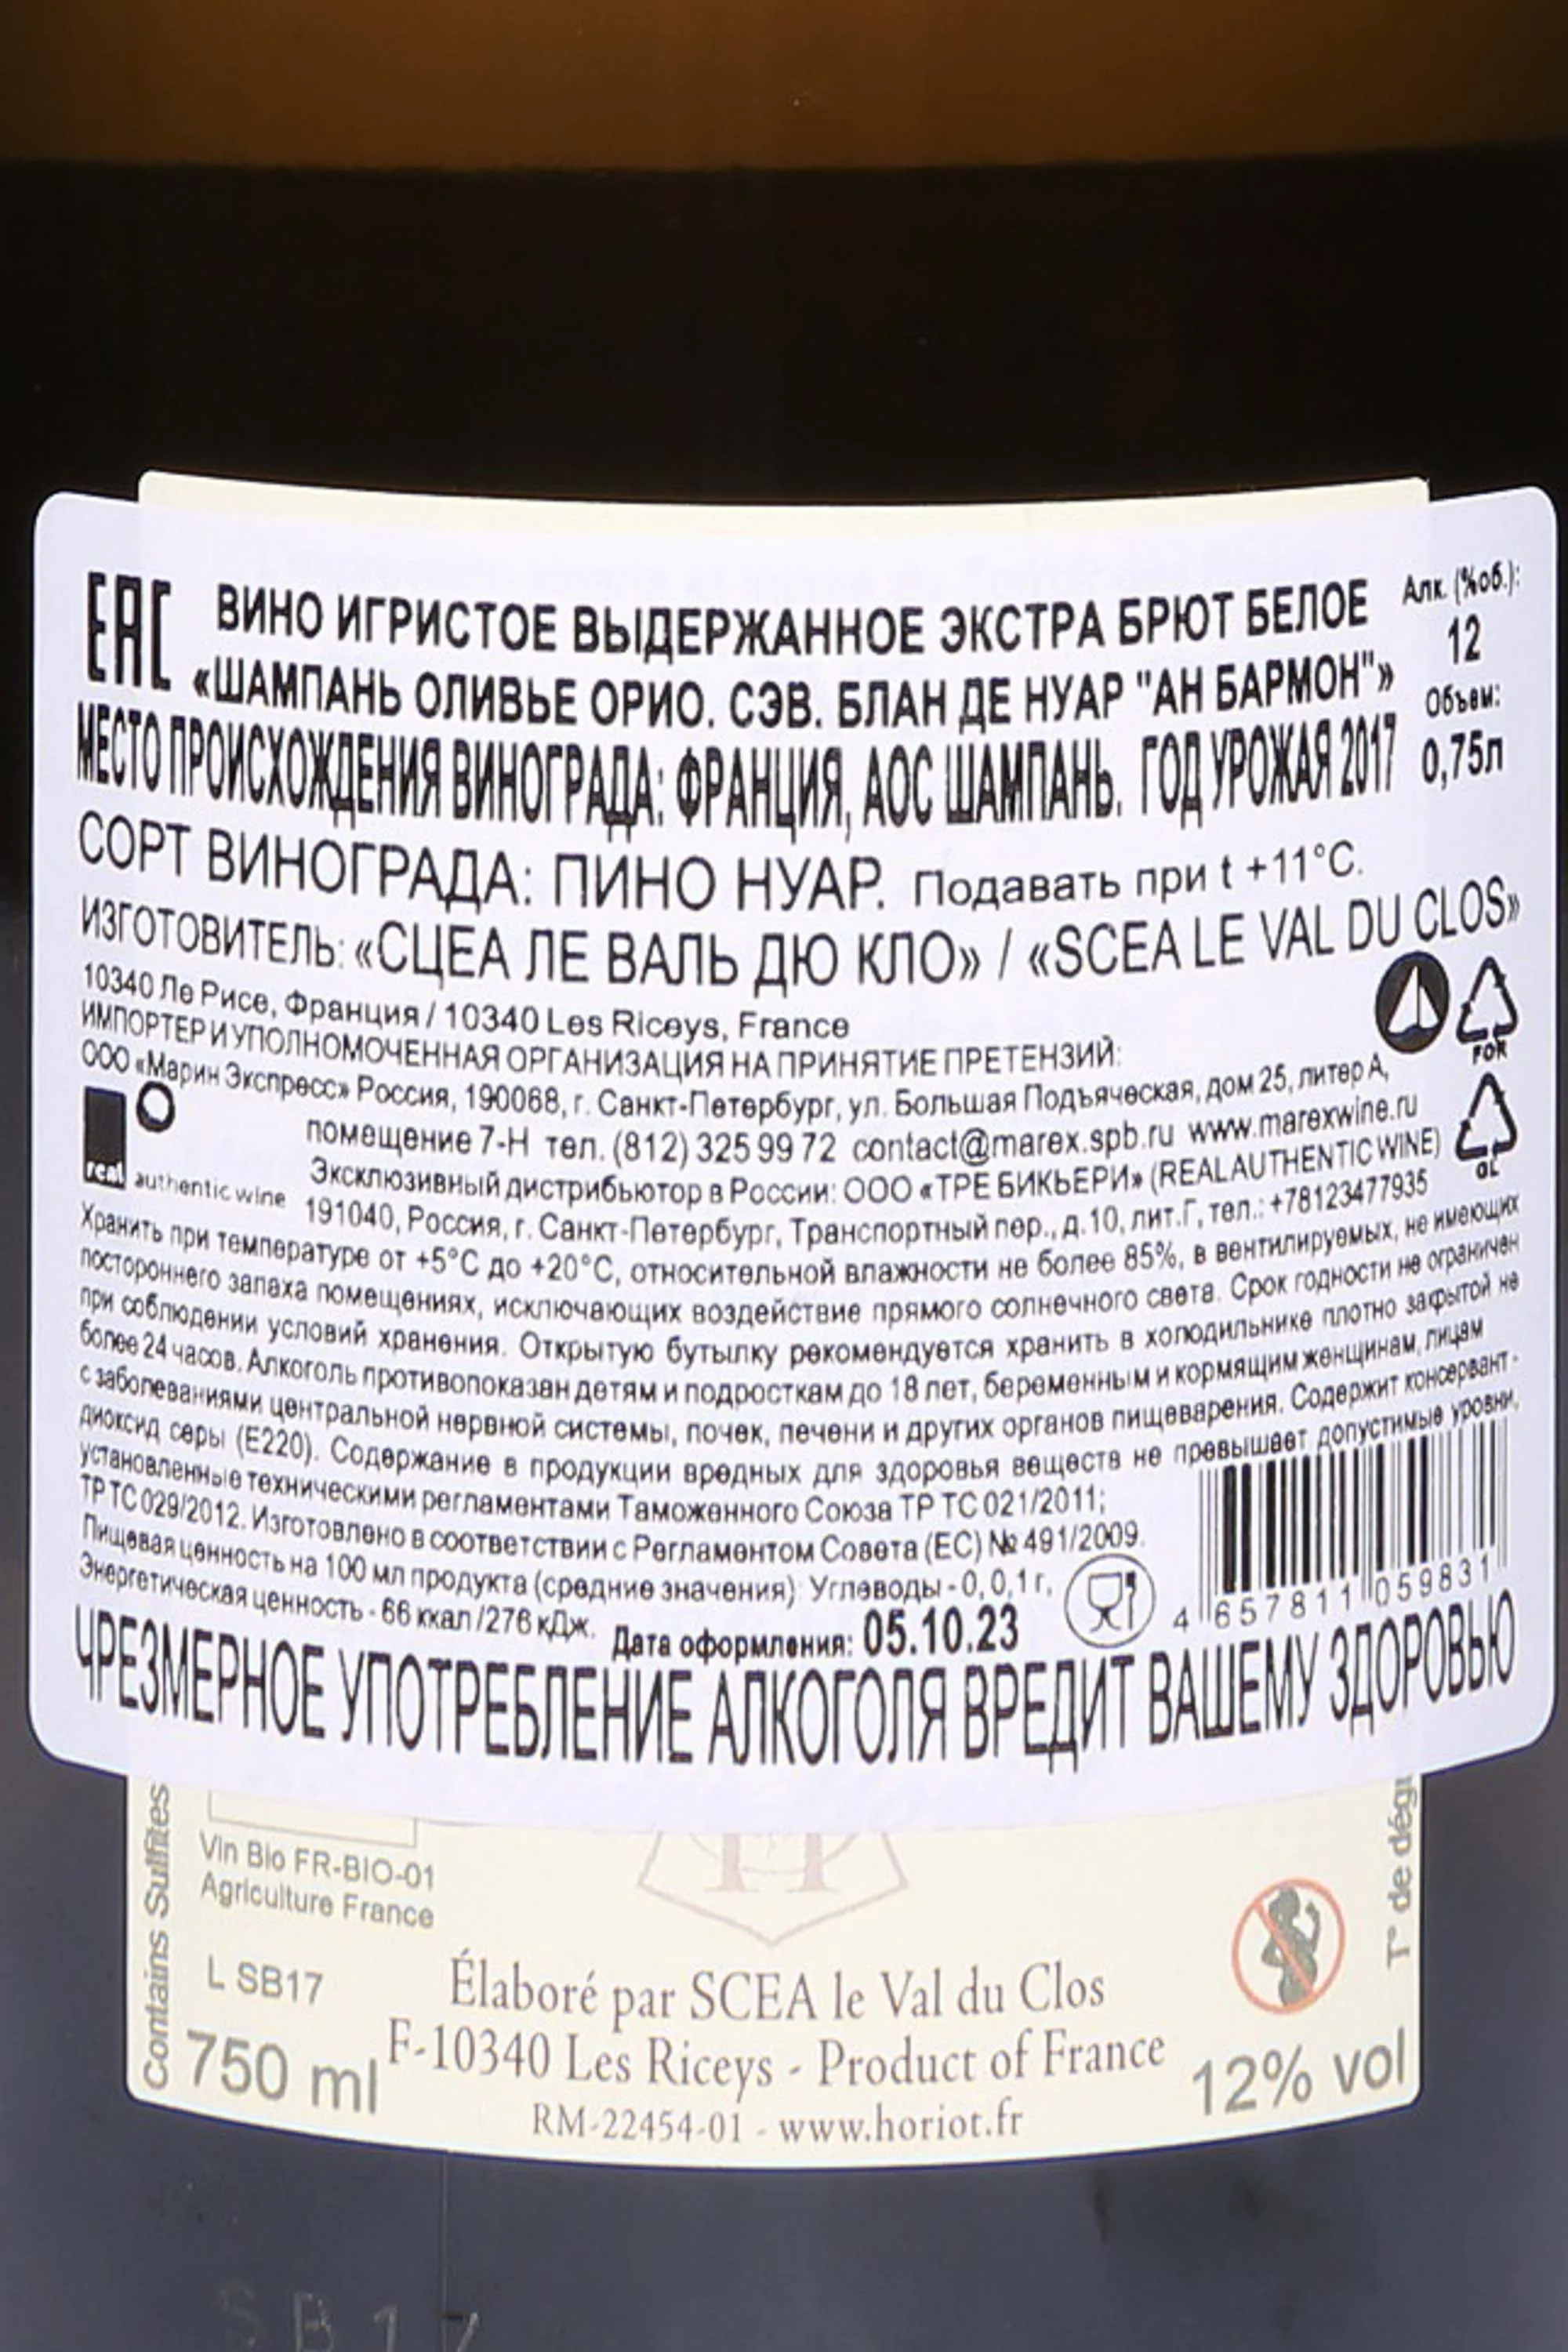 ЕАС
ВИНО ИГРИСТОЕ ВЫДЕРЖАННОЕ ЭКСТРА БРЮТ БЕЛОЕ
«ШАМПАНЬ ОЛИВЬЕ ОРИО. СЭВ. БЛАН ДЕ НУАР "АН БАРМОН"»
Алк. (%об.):
12
Объем:
0,75л
МЕСТО ПРОИСХОЖДЕНИЯ ВИНОГРАДА: ФРАНЦИЯ, АОС ШАМПАНЬ. ГОД УРОЖАЯ 2017
СОРТ ВИНОГРАДА: ПИНО НУАР. Подавать при t +11°С.
ИЗГОТОВИТЕЛЬ: «СЦЕА ЛЕ ВАЛЬ ДЮ КЛО» / «SCEA LE VAL DU CLOS»
10340 Ле Рисе, Франция / 10340 Les Riceys, France
ИМПОРТЕР И УПОЛНОМОЧЕННАЯ ОРГАНИЗАЦИЯ НА ПРИНЯТИЕ ПРЕТЕНЗИЙ:
ООО «Марин Экспресс» Россия, 190068, г. Санкт-Петербург, ул. Большая Подъяческая, дом 25, литер А,
помещение 7-Н тел. (812) 325 99 72 contact@marex.spb.ru www.marexwine.ru
Эксклюзивный дистрибьютор в России: ООО «ТРЕ БИКЬЕРИ» (REAL AUTHENTIC WINE)
191040, Россия, г. Санкт-Петербург, Транспортный пер., д.10, лит.Г, тел.: +78123477935
real authentic wine
FOR
GL
Хранить при температуре от +5°С до +20°С, относительной влажности не более 85%, в вентилируемых, не имеющих
постороннего запаха помещениях, исключающих воздействие прямого солнечного света. Срок годности не ограничен
при соблюдении условий хранения. Открытую бутылку рекомендуется хранить в холодильнике плотно закрытой не
более 24 часов. Алкоголь противопоказан детям и подросткам до 18 лет, беременным и кормящим женщинам, лицам
с заболеваниями центральной нервной системы, почек, печени и других органов пищеварения. Содержит консервант -
диоксид серы (Е220). Содержание в продукции вредных для здоровья веществ не превышает допустимые уровни,
установленные техническими регламентами Таможенного Союза ТР ТС 021/2011;
ТР ТС 029/2012. Изготовлено в соответствии с Регламентом Совета (ЕС) № 491/2009.
Пищевая ценность на 100 мл продукта (средние значения): Углеводы - 0, 0,1 г,
Энергетическая ценность - 66 ккал /276 кДж. Дата оформления: 05.10.23
4 657811 059831
ЧРЕЗМЕРНОЕ УПОТРЕБЛЕНИЕ АЛКОГОЛЯ ВРЕДИТ ВАШЕМУ ЗДОРОВЬЮ
Contains Sulfites
Vin Bio FR-BIO-01
Agriculture France
L SB17
750 ml
Élaboré par SCEA le Val du Clos
F-10340 Les Riceys - Product of France
RM-22454-01 - www.horiot.fr
12% vol
T° de dégu
SB17